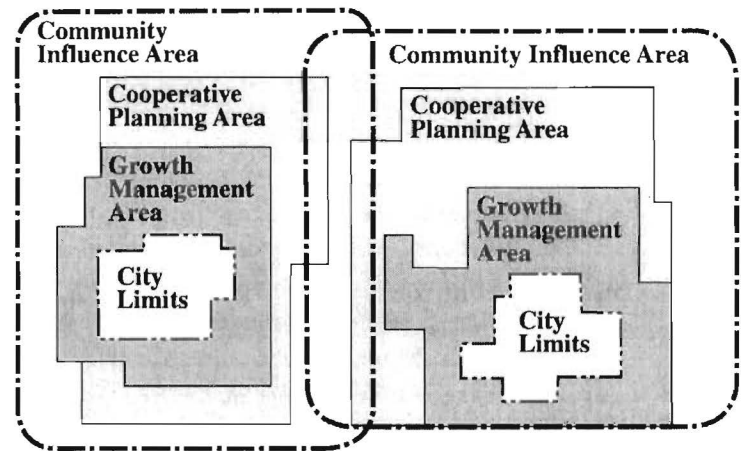 Community
Influence Area
Cooperative
Planning Area
Growth
Management
Area
City
Limits
Community Influence Area
Cooperative
Planning Area
Growth
Management
Area
City
Limits